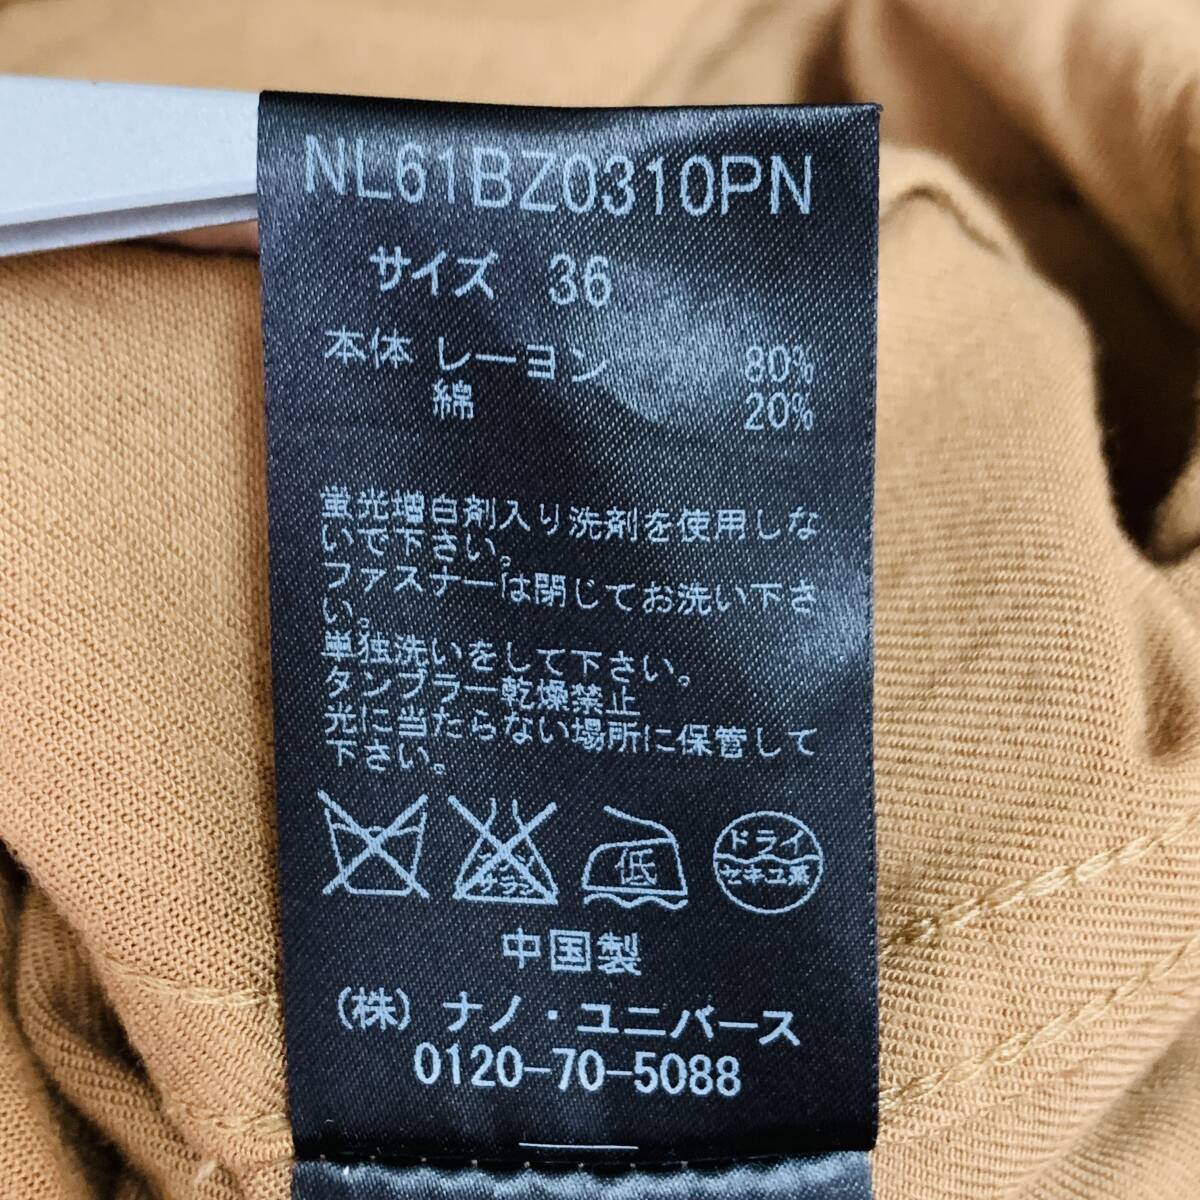 NL61BZ0310PN
サイズ 36
本体 レーヨン 80%
綿 20%
蛍光増白剤入り洗剤を使用しな
いで下さい。
ファスナーは閉じてお洗い下さ
い。
単独洗いをして下さい。
タンブラー乾燥禁止
光に当たらない場所に保管して
下さい。
低
ドライ
セキユ系
中国製
(株)ナノ・ユニバース
0120-70-5088